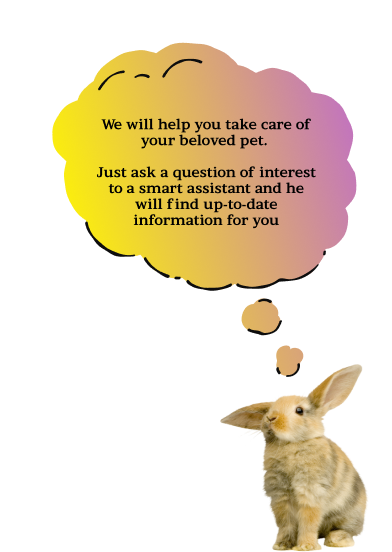 We will help you take care of
your beloved pet.
Just ask a question of interest
to a smart assistant and he
will find up-to-date
information for you